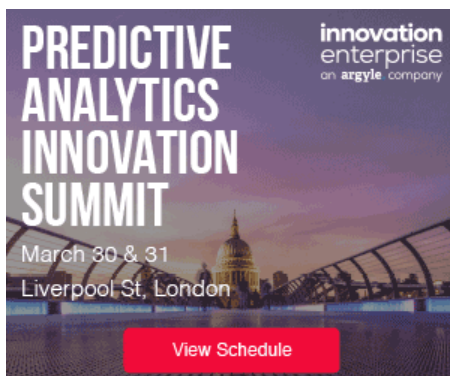 PREDICTIVE
ANALYTICS
INNOVATION
SUMMIT
March 30 & 31
Liverpool St, London
innovation
enterprise
an argyle company
View Schedule